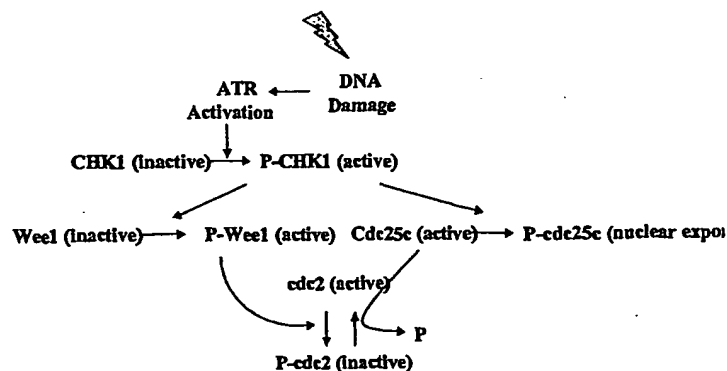 DNA
Damage
ATR
Activation
CHK1 (inactive)
P-CHK1 (active)
Wee1 (inactive)
P-Wee1 (active)
Cdc25c (active)
P-cdc25c (nuclear expor
cdc2 (active)
P
P-cdc2 (inactive)